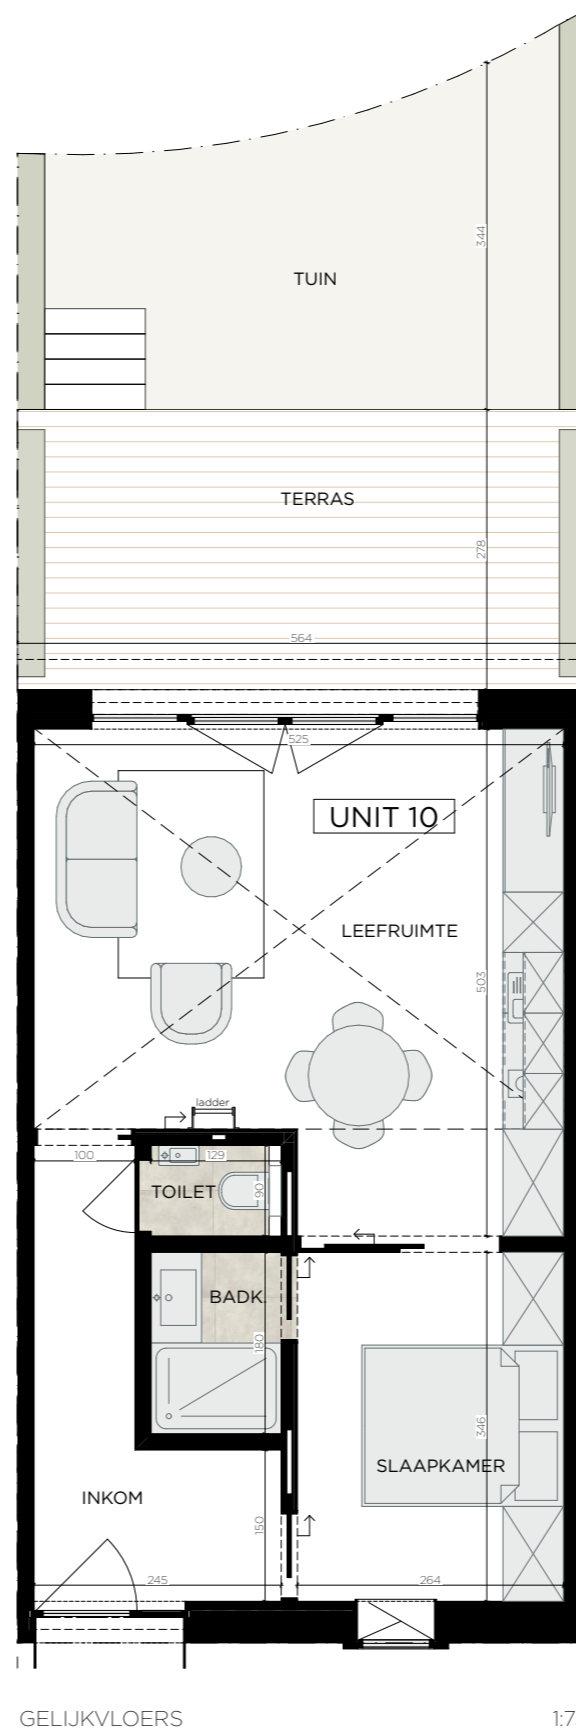 344
TUIN
TERRAS
278
564
525
UNIT 10
LEEFRUIMTE
503
ladder
100
129
TOILET
90
BADK.
180
346
SLAAPKAMER
INKOM
150
245
264
GELIJKVLOERS
1:7